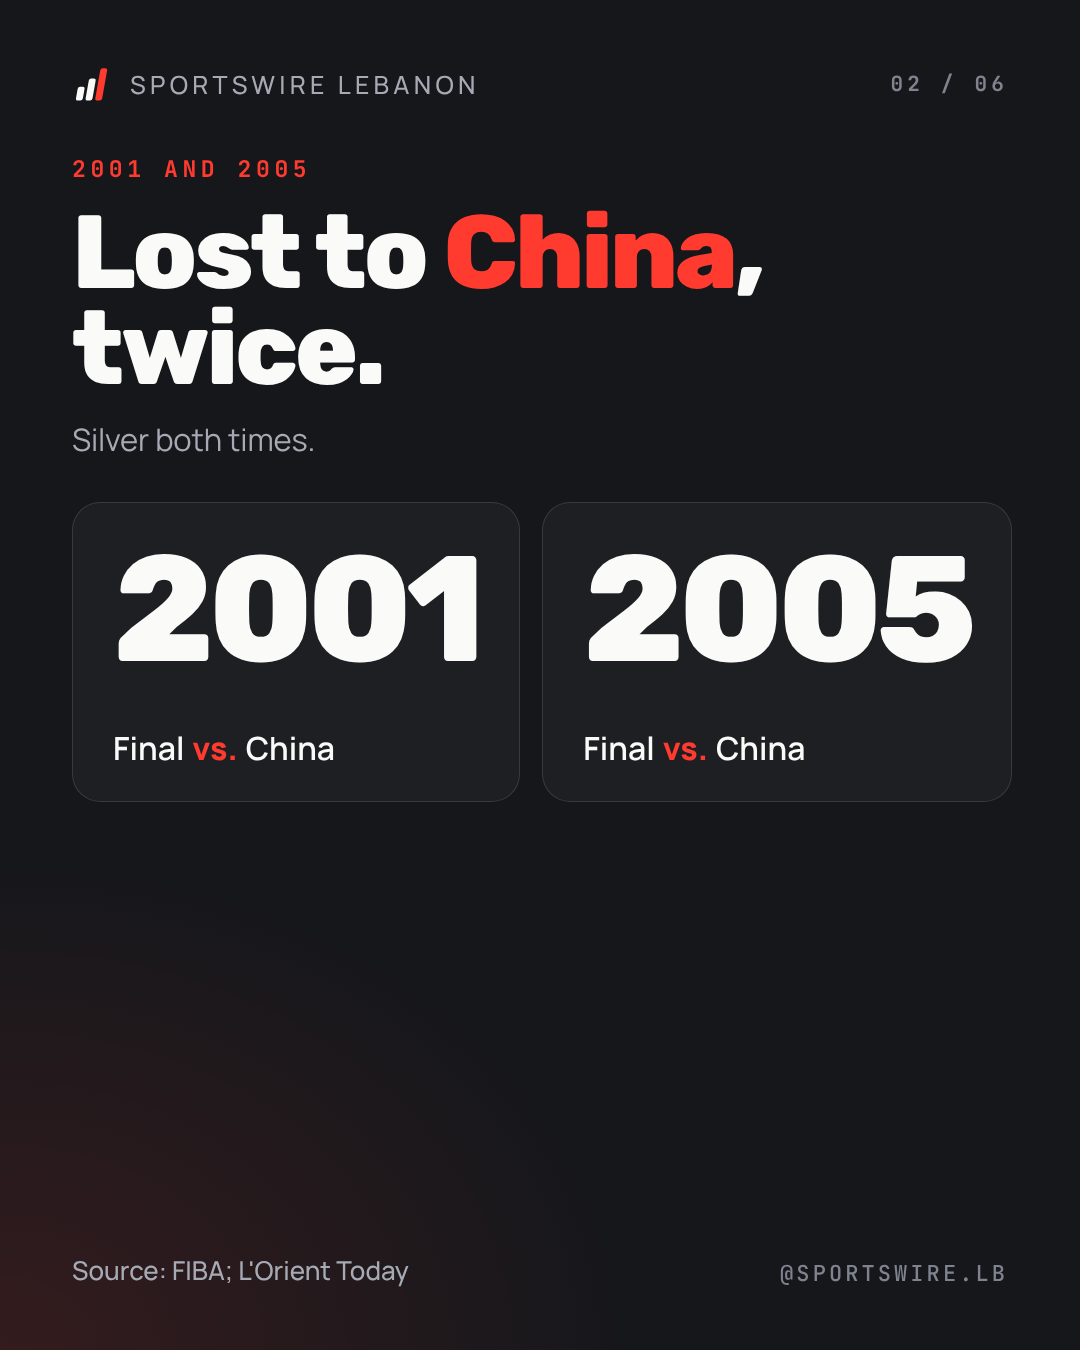 SPORTSWIRE LEBANON
02 / 06
2001 AND 2005
Lost to China,
twice.
Silver both times.
2001
Final vs. China
2005
Final vs. China
Source: FIBA; L'Orient Today
@SPORTSWIRE.LB